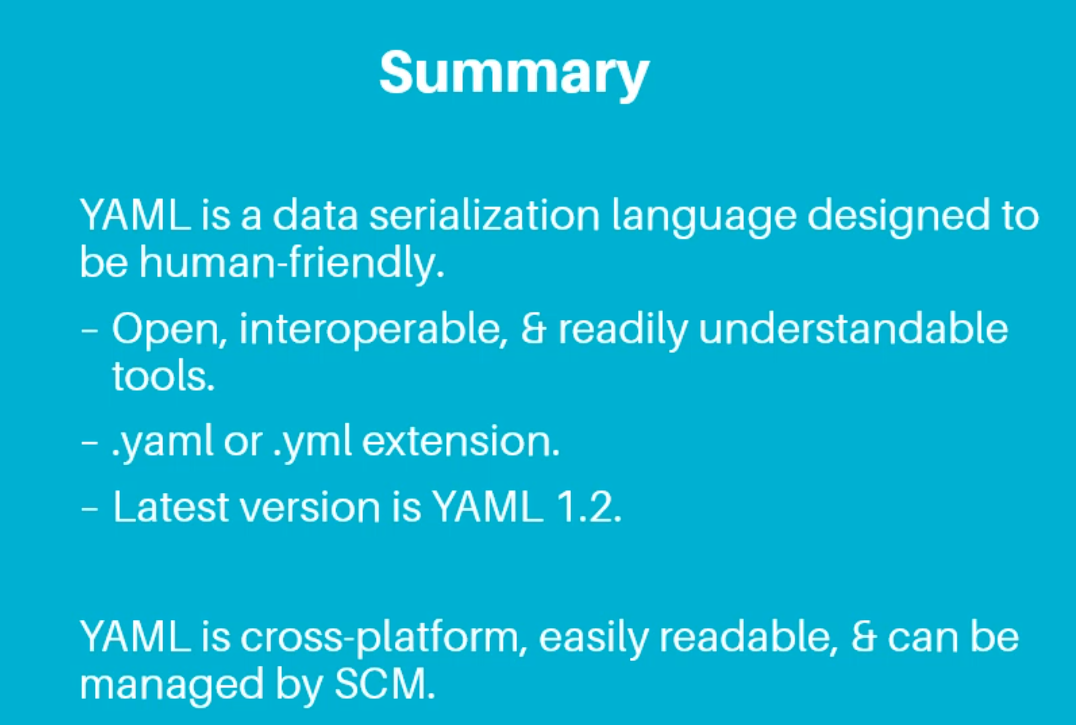 Summary
YAML is a data serialization language designed to
be human-friendly.
– Open, interoperable, & readily understandable
tools.
– .yaml or .yml extension.
– Latest version is YAML 1.2.
YAML is cross-platform, easily readable, & can be
managed by SCM.